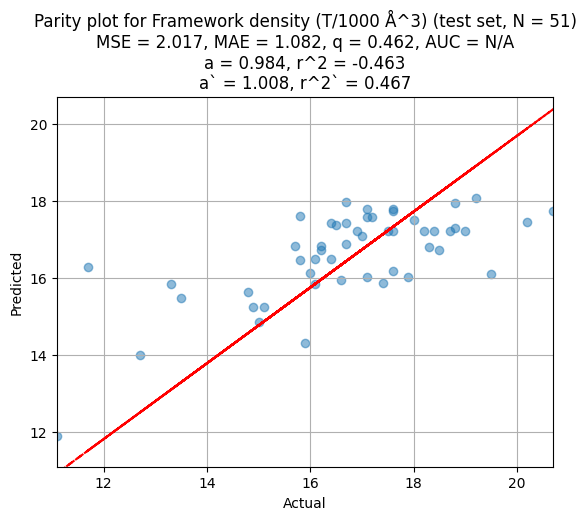 Parity plot for Framework density (T/1000 Å^3) (test set, N = 51)
MSE = 2.017, MAE = 1.082, q = 0.462, AUC = N/A
a = 0.984, r^2 = -0.463
a` = 1.008, r^2` = 0.467
20
18
16
14
12
Predicted
12 14 16 18 20
Actual